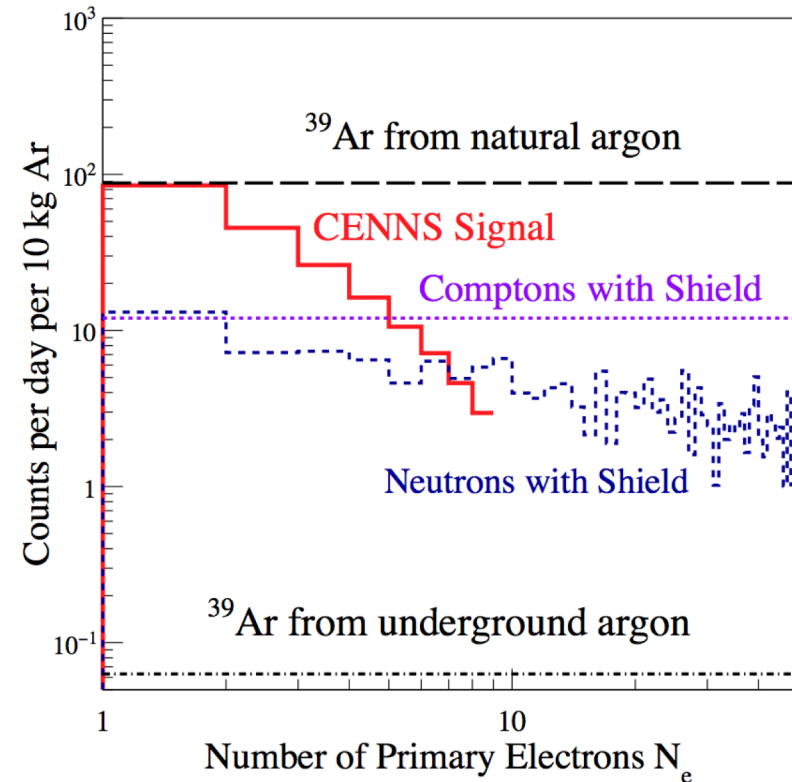 10³
³⁹Ar from natural argon
10²
CENNS Signal
Comptons with Shield
10
Neutrons with Shield
1
³⁹Ar from underground argon
10⁻¹
1
10
Number of Primary Electrons Nₑ
Counts per day per 10 kg Ar